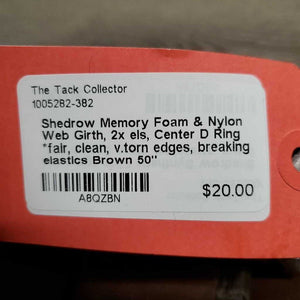 The Tack Collector
1005282-382
Shedrow Memory Foam & Nylon
Web Girth, 2x els, Center D Ring
*fair, clean, v.torn edges, breaking
elastics Brown 50"
A8QZBN
$20.00